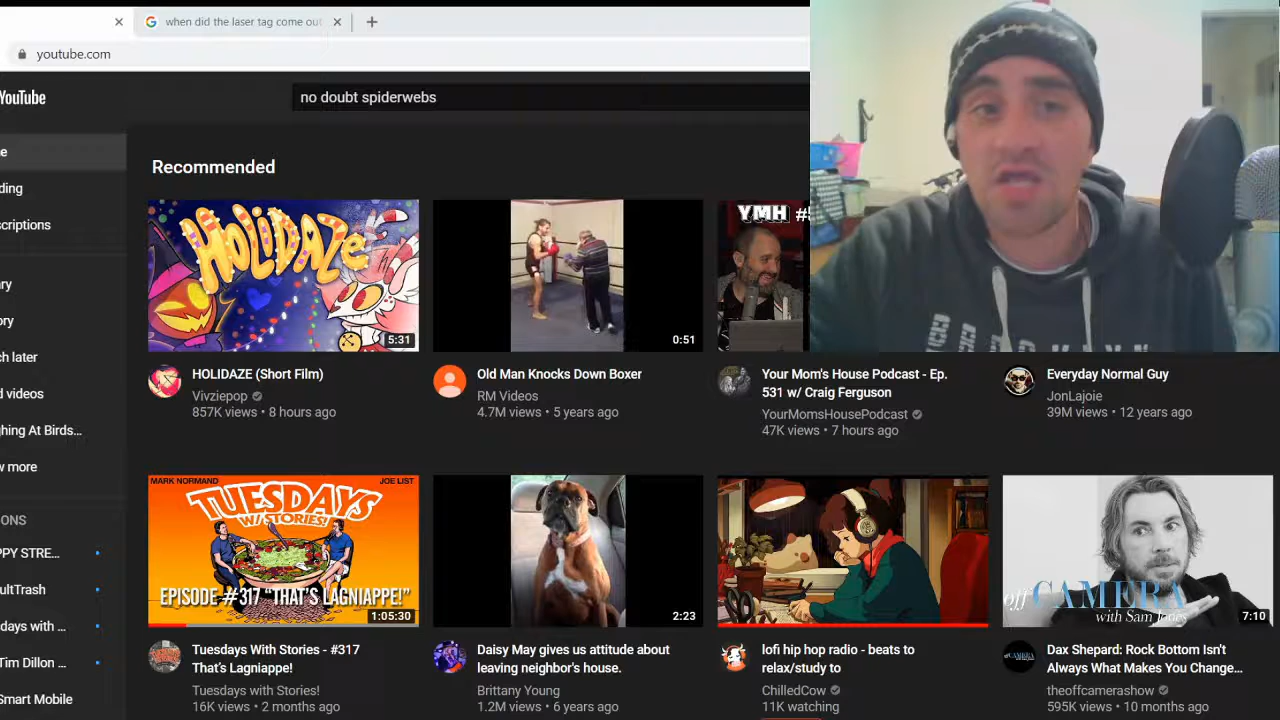 when did the laser tag come out
youtube.com
YouTube
no doubt spiderwebs
Recommended
HOLIDAZE
5:31
0:51
YMH #5
HOLIDAZE (Short Film)
Vivziepop
857K views • 8 hours ago
Old Man Knocks Down Boxer
RM Videos
4.7M views • 5 years ago
Your Mom's House Podcast - Ep.
531 w/ Craig Ferguson
YourMomsHousePodcast
47K views • 7 hours ago
Everyday Normal Guy
JonLajoie
39M views • 12 years ago
e
ding
scriptions
ry
ory
ch later
d videos
ghing At Birds...
w more
ONS
PPY STRE...
ultTrash
days with ...
Tim Dillon ...
Smart Mobile
MARK NORMAND
JOE LIST
TUESDAYS
W/ STORIES!
EPISODE #317 "THAT'S LAGNIAPPE!"
1:05:30
2:23
off CAMERA
with Sam Jones
7:10
Tuesdays With Stories - #317
That's Lagniappe!
Tuesdays with Stories!
16K views • 2 months ago
Daisy May gives us attitude about
leaving neighbor's house.
Brittany Young
1.2M views • 6 years ago
lofi hip hop radio - beats to
relax/study to
ChilledCow
11K watching
Dax Shepard: Rock Bottom Isn't
Always What Makes You Change...
theoffcamerashow
595K views • 10 months ago